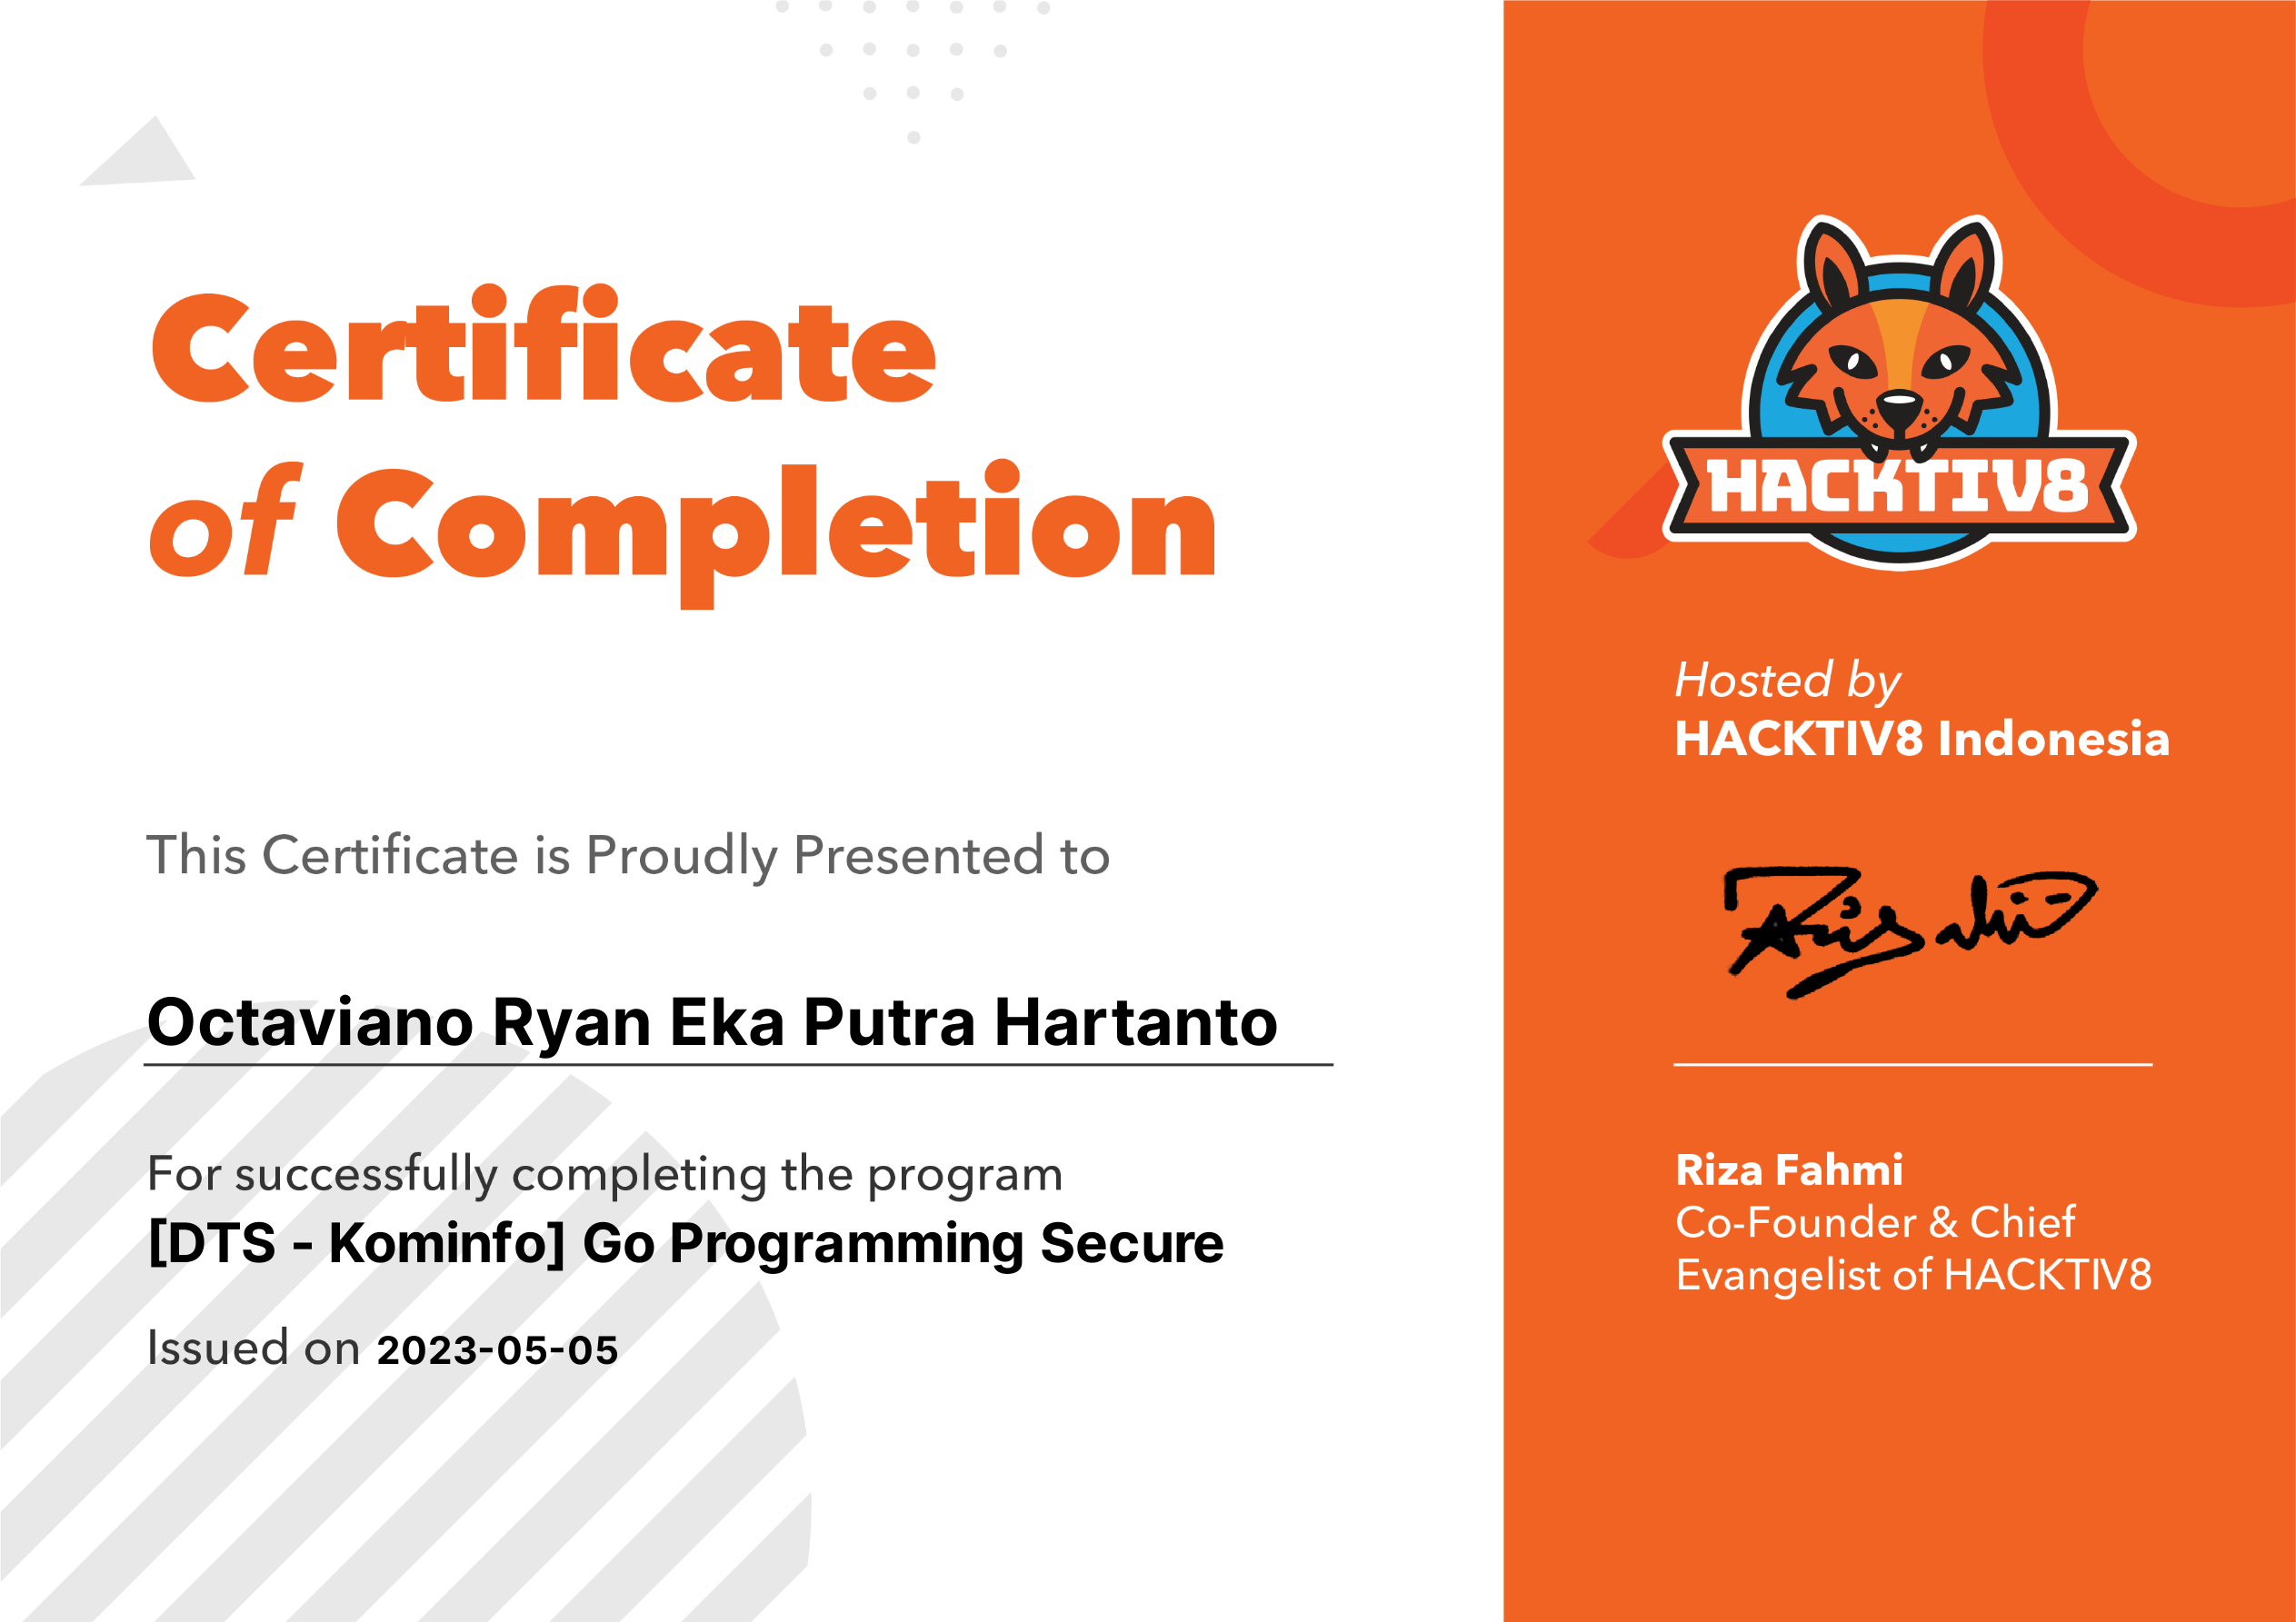 Certificate
of Completion
This Certificate is Proudly Presented to
Octaviano Ryan Eka Putra Hartanto
For successfully completing the program
[DTS - Kominfo] Go Programming Secure
Issued on 2023-05-05
HACKTIV8
Hosted by
HACKTIV8 Indonesia
Riza Fahmi
Co-Founder & Chief
Evangelist of HACKTIV8